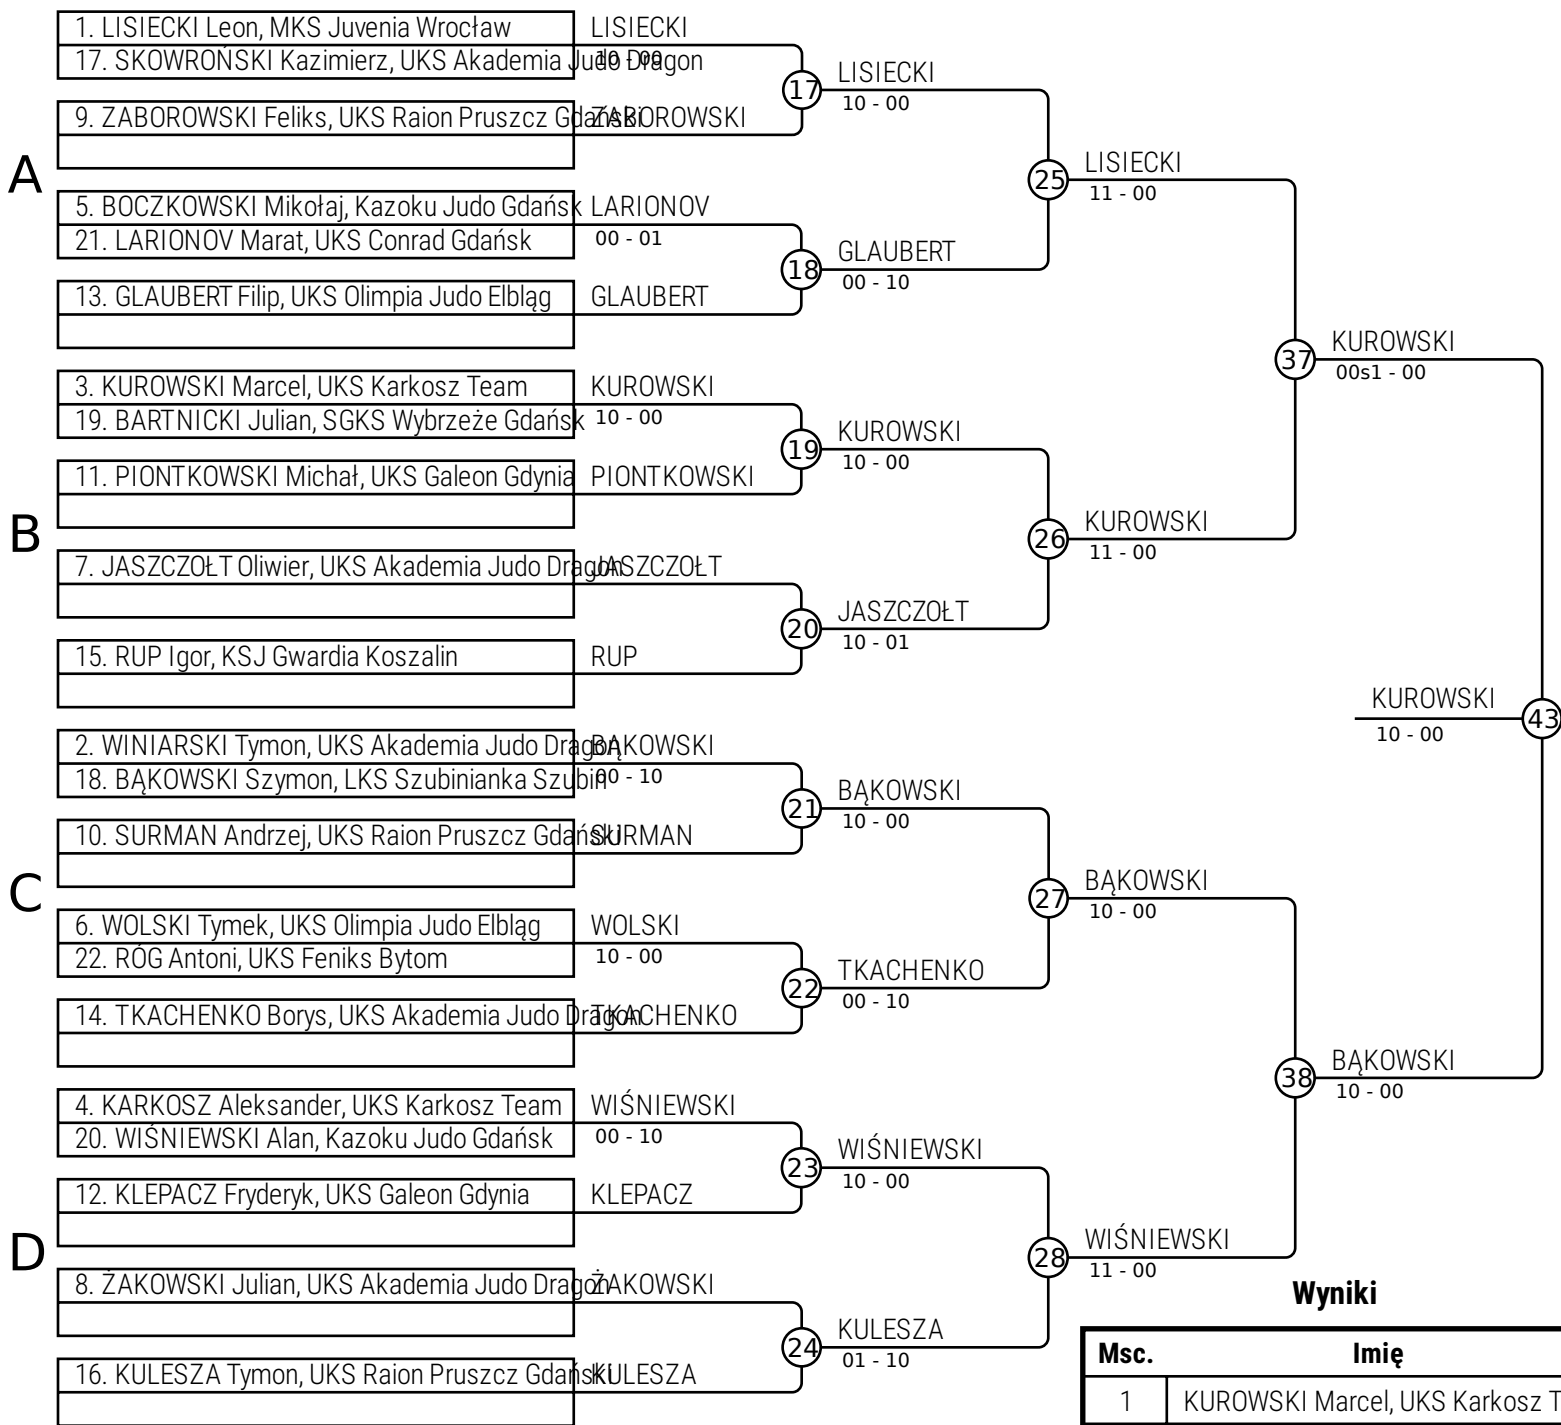 1. LISIECKI Leon, MKS Juvenia Wrocław
17. SKOWROŃSKI Kazimierz, UKS Akademia Judo Dragon
LISIECKI
10 - 00
9. ZABOROWSKI Feliks, UKS Raion Pruszcz Gdański
ZABOROWSKI
17
LISIECKI
10 - 00
A
5. BOCZKOWSKI Mikołaj, Kazoku Judo Gdańsk
21. LARIONOV Marat, UKS Conrad Gdańsk
LARIONOV
00 - 01
13. GLAUBERT Filip, UKS Olimpia Judo Elbląg
GLAUBERT
18
GLAUBERT
00 - 10
25
LISIECKI
11 - 00
3. KUROWSKI Marcel, UKS Karkosz Team
19. BARTNICKI Julian, SGKS Wybrzeże Gdańsk
KUROWSKI
10 - 00
11. PIONTKOWSKI Michał, UKS Galeon Gdynia
PIONTKOWSKI
19
KUROWSKI
10 - 00
B
7. JASZCZOŁT Oliwier, UKS Akademia Judo Dragon
JASZCZOŁT
15. RUP Igor, KSJ Gwardia Koszalin
RUP
20
JASZCZOŁT
10 - 01
26
KUROWSKI
11 - 00
37
KUROWSKI
00s1 - 00
2. WINIARSKI Tymon, UKS Akademia Judo Dragon
18. BĄKOWSKI Szymon, LKS Szubinianka Szubin
BĄKOWSKI
00 - 10
10. SURMAN Andrzej, UKS Raion Pruszcz Gdański
SURMAN
21
BĄKOWSKI
10 - 00
C
6. WOLSKI Tymek, UKS Olimpia Judo Elbląg
22. RÓG Antoni, UKS Feniks Bytom
WOLSKI
10 - 00
14. TKACHENKO Borys, UKS Akademia Judo Dragon
TKACHENKO
22
TKACHENKO
00 - 10
27
BĄKOWSKI
10 - 00
4. KARKOSZ Aleksander, UKS Karkosz Team
20. WIŚNIEWSKI Alan, Kazoku Judo Gdańsk
WIŚNIEWSKI
00 - 10
12. KLEPACZ Fryderyk, UKS Galeon Gdynia
KLEPACZ
23
WIŚNIEWSKI
10 - 00
D
8. ŻAKOWSKI Julian, UKS Akademia Judo Dragon
ŻAKOWSKI
16. KULESZA Tymon, UKS Raion Pruszcz Gdański
KULESZA
24
KULESZA
01 - 10
28
WIŚNIEWSKI
11 - 00
38
BĄKOWSKI
10 - 00
KUROWSKI
10 - 00
43
Wyniki
Msc. Imię
1 KUROWSKI Marcel, UKS Karkosz